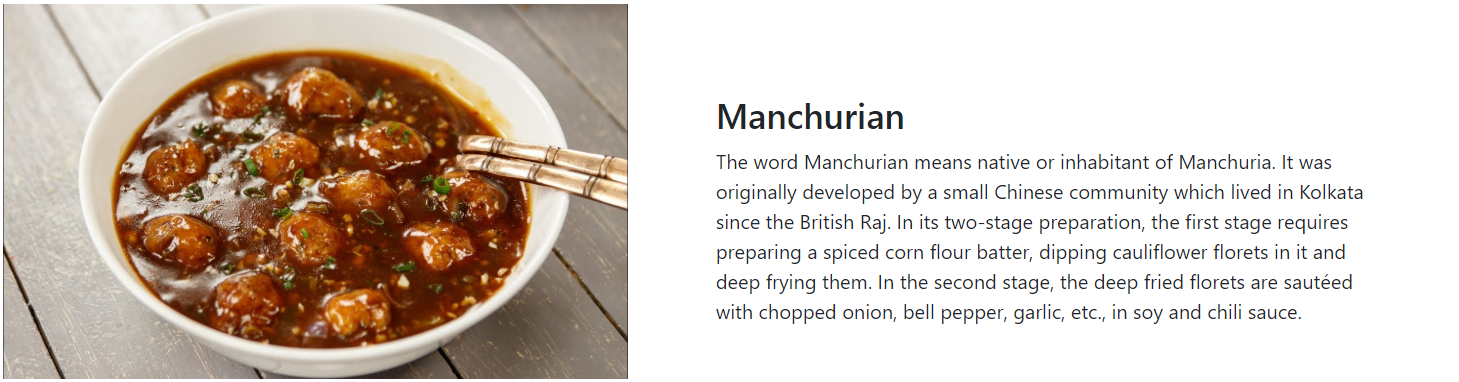 Manchurian
The word Manchurian means native or inhabitant of Manchuria. It was
originally developed by a small Chinese community which lived in Kolkata
since the British Raj. In its two-stage preparation, the first stage requires
preparing a spiced corn flour batter, dipping cauliflower florets in it and
deep frying them. In the second stage, the deep fried florets are sautéed
with chopped onion, bell pepper, garlic, etc., in soy and chili sauce.